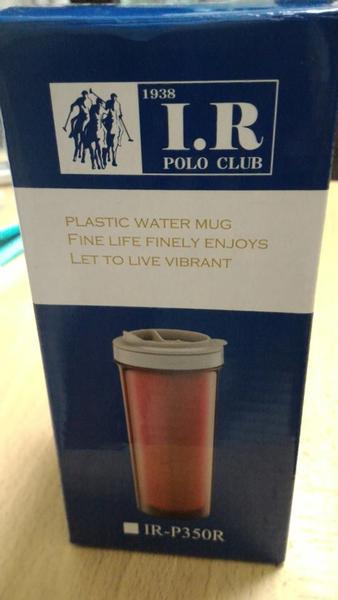 1938
I.R
POLO CLUB
PLASTIC WATER MUG
FINE LIFE FINELY ENJOYS
LET TO LIVE VIBRANT
IR-P350R